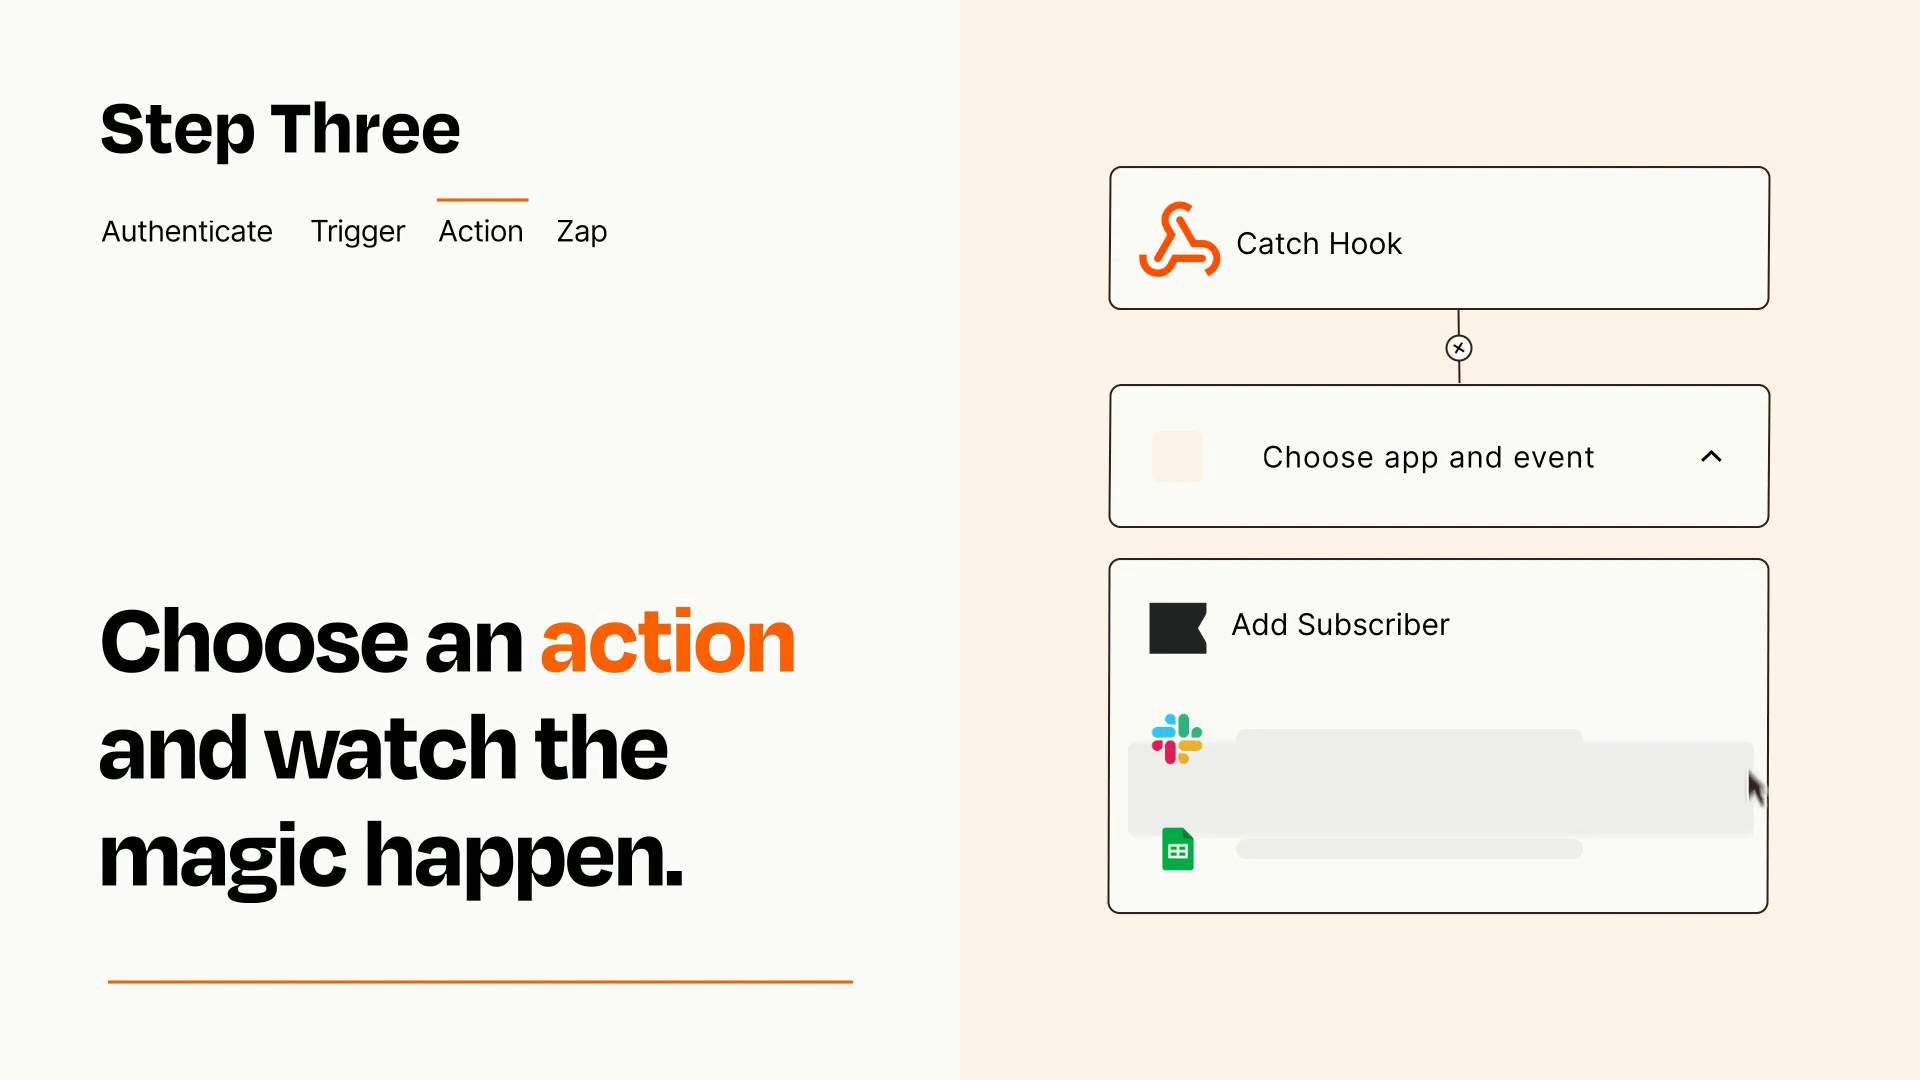 Step Three
Authenticate Trigger Action Zap
Choose an action
and watch the
magic happen.
Catch Hook
Choose app and event
Add Subscriber